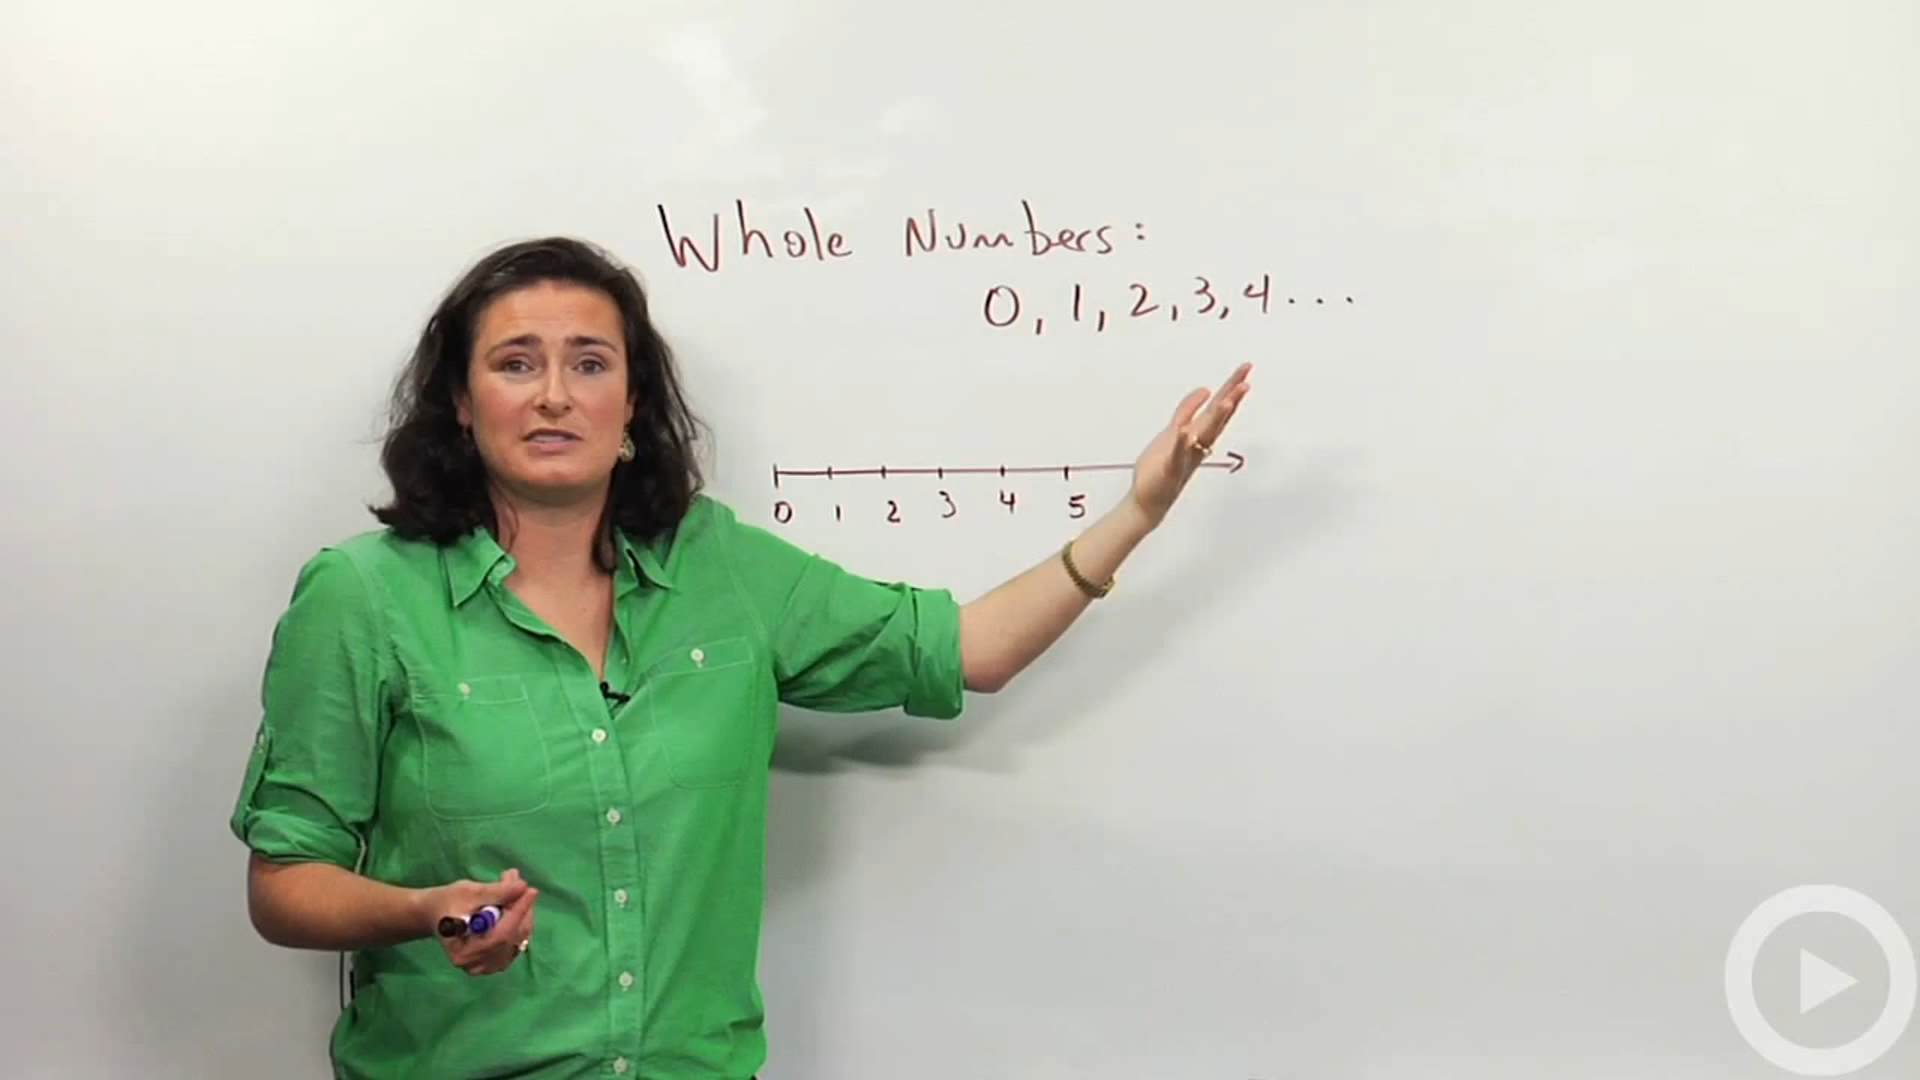 Whole Numbers:
0, 1, 2, 3, 4 . . .
0 1 2 3 4 5